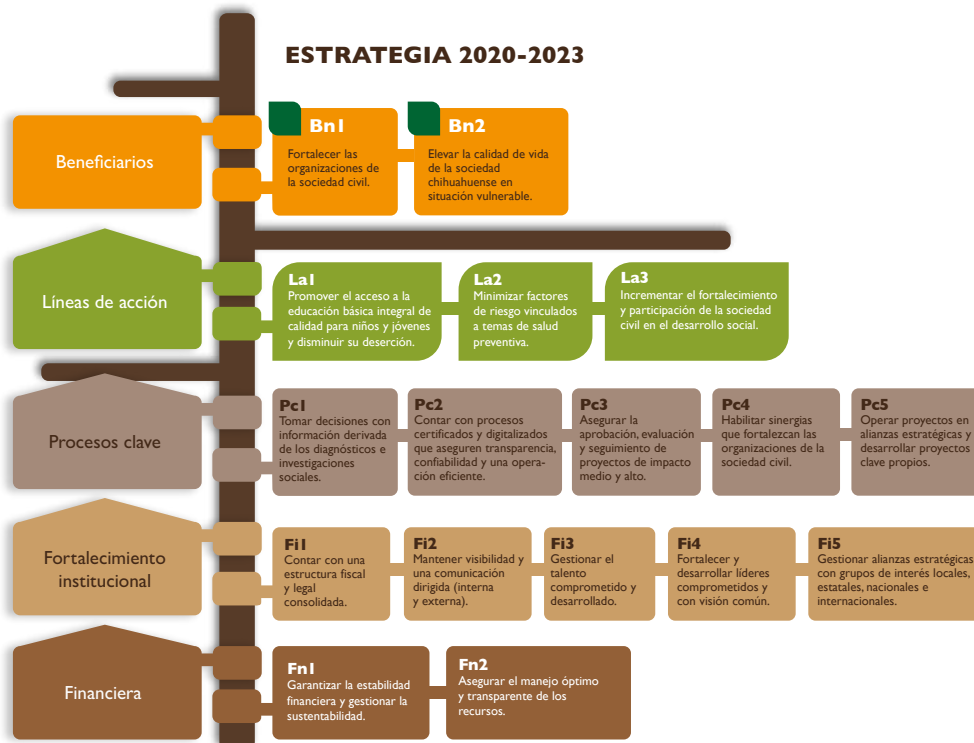 ESTRATEGIA 2020-2023
Beneficiarios
Bn1
Fortalecer las
organizaciones de
la sociedad civil.
Bn2
Elevar la calidad de vida
de la sociedad
chihuahuense en
situación vulnerable.
Líneas de acción
La1
Promover el acceso a la
educación básica integral de
calidad para niños y jóvenes
y disminuir su deserción.
La2
Minimizar factores
de riesgo vinculados
a temas de salud
preventiva.
La3
Incrementar el fortalecimiento
y participación de la sociedad
civil en el desarrollo social.
Procesos clave
Pc1
Tomar decisiones con
información derivada
de los diagnósticos e
investigaciones
sociales.
Pc2
Contar con procesos
certificados y digitalizados
que aseguren transparencia,
confiabilidad y una opera-
ción eficiente.
Pc3
Asegurar la
aprobación, evaluación
y seguimiento de
proyectos de impacto
medio y alto.
Pc4
Habilitar sinergias
que fortalezcan las
organizaciones de la
sociedad civil.
Pc5
Operar proyectos en
alianzas estratégicas y
desarrollar proyectos
clave propios.
Fortalecimiento
institucional
Fi1
Contar con una
estructura fiscal
y legal
consolidada.
Fi2
Mantener visibilidad y
una comunicación
dirigida (interna
y externa).
Fi3
Gestionar el
talento
comprometido y
desarrollado.
Fi4
Fortalecer y
desarrollar líderes
comprometidos y
con visión común.
Fi5
Gestionar alianzas estratégicas
con grupos de interés locales,
estatales, nacionales e
internacionales.
Financiera
Fn1
Garantizar la estabilidad
financiera y gestionar la
sustentabilidad.
Fn2
Asegurar el manejo óptimo
y transparente de los
recursos.